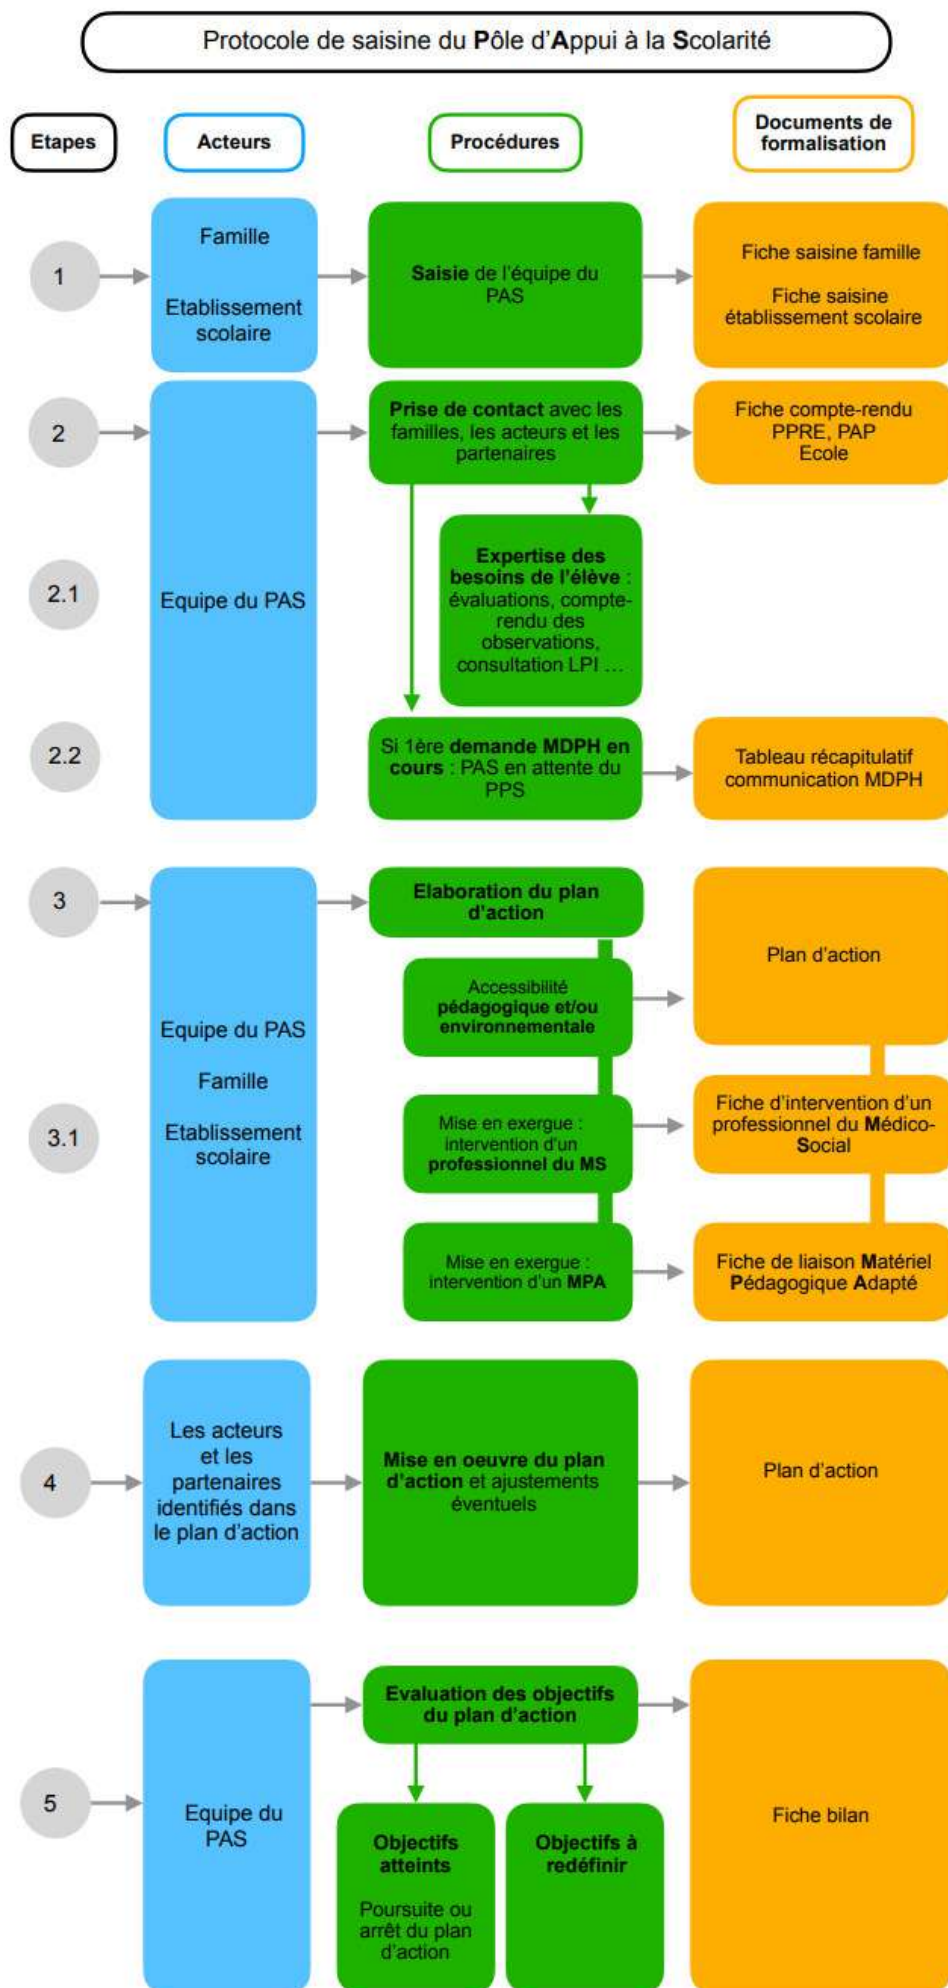 Protocole de saisine du Pôle d'Appui à la Scolarité
Etapes
Acteurs
Procédures
Documents de
formalisation
1
Famille
Etablissement
scolaire
Saisie de l'équipe du
PAS
Fiche saisine famille
Fiche saisine
établissement scolaire
2
Prise de contact avec les
familles, les acteurs et les
partenaires
Fiche compte-rendu
PPRE, PAP
Ecole
2.1
Equipe du PAS
Expertise des
besoins de l'élève :
évaluations, compte-
rendu des
observations,
consultation LPI ...
2.2
Si 1ère demande MDPH en
cours : PAS en attente du
PPS
Tableau récapitulatif
communication MDPH
3
Elaboration du plan
d'action
Plan d'action
Accessibilité
pédagogique et/ou
environnementale
Equipe du PAS
Famille
Etablissement
scolaire
3.1
Mise en exergue :
intervention d'un
professionnel du MS
Fiche d'intervention d'un
professionnel du Médico-
Social
Mise en exergue :
intervention d'un MPA
Fiche de liaison Matériel
Pédagogique Adapté
4
Les acteurs
et les
partenaires
identifiés dans
le plan d'action
Mise en oeuvre du plan
d'action et ajustements
éventuels
Plan d'action
5
Equipe du
PAS
Evaluation des objectifs
du plan d'action
Objectifs
atteints
Poursuite ou
arrêt du plan
d'action
Objectifs à
redéfinir
Fiche bilan